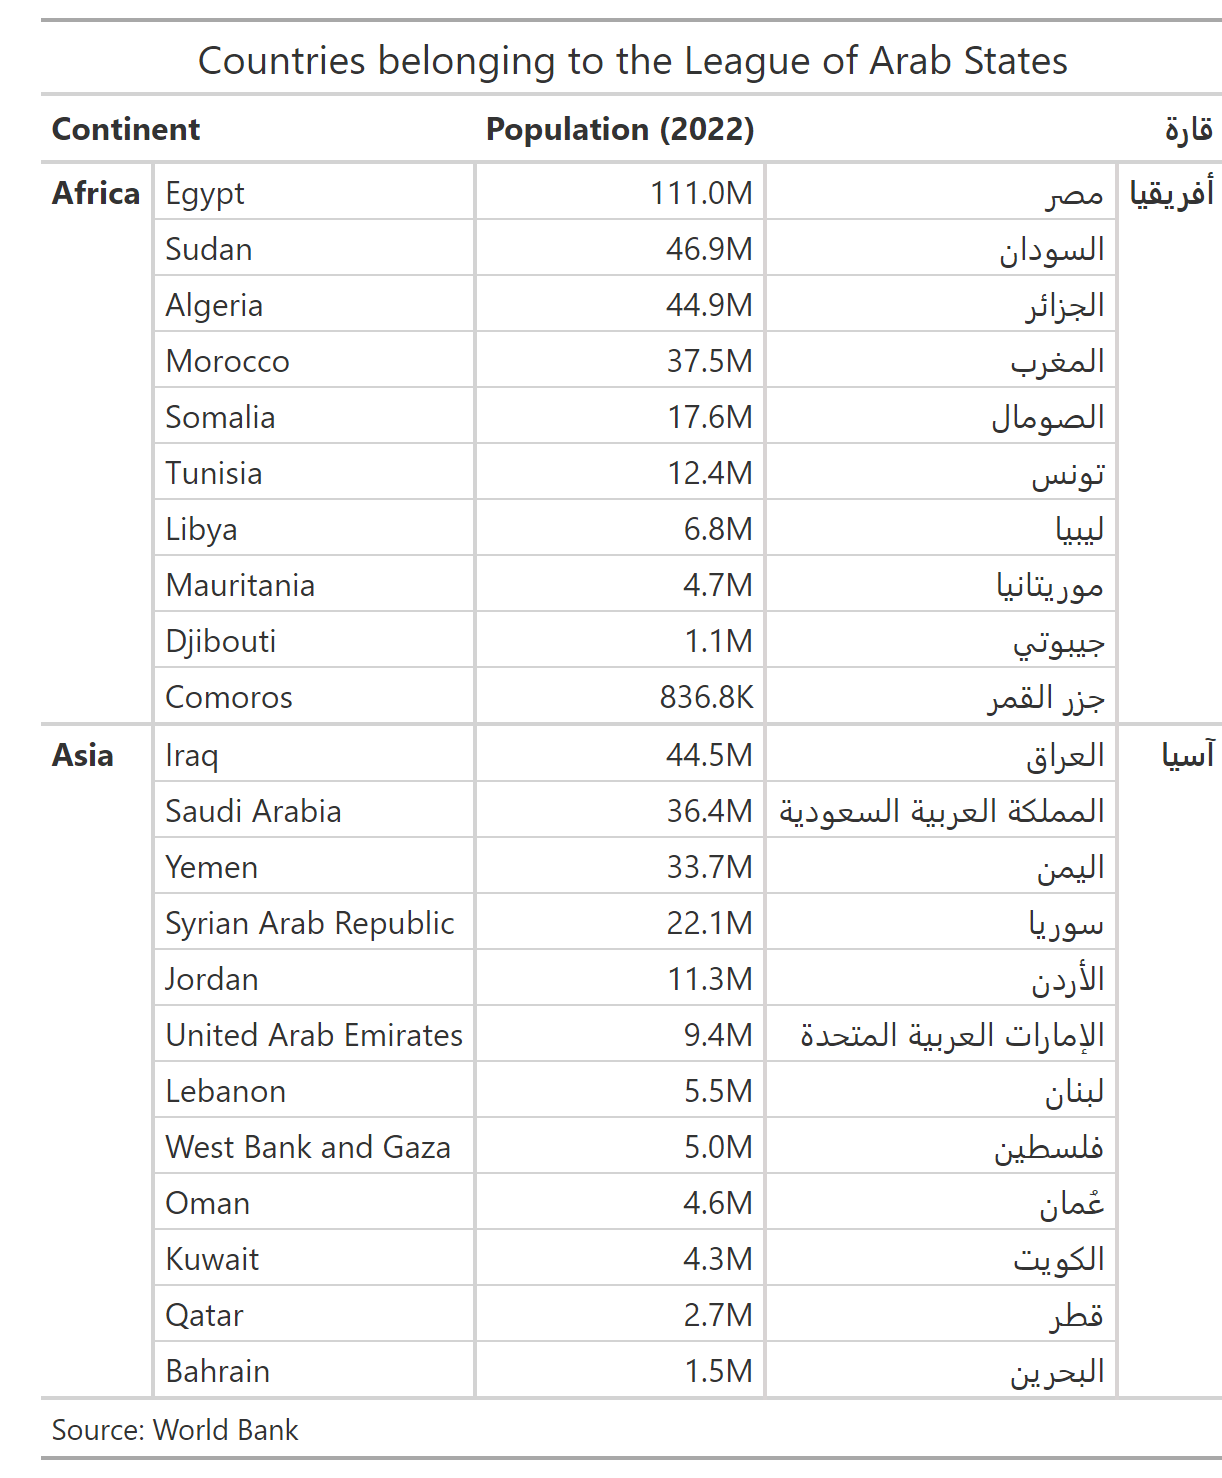 Countries belonging to the League of Arab States
Continent Population (2022) قارة
Africa Egypt 111.0M مصر أفريقيا
Sudan 46.9M السودان
Algeria 44.9M الجزائر
Morocco 37.5M المغرب
Somalia 17.6M الصومال
Tunisia 12.4M تونس
Libya 6.8M ليبيا
Mauritania 4.7M موريتانيا
Djibouti 1.1M جيبوتي
Comoros 836.8K جزر القمر
Asia Iraq 44.5M العراق آسيا
Saudi Arabia 36.4M المملكة العربية السعودية
Yemen 33.7M اليمن
Syrian Arab Republic 22.1M سوريا
Jordan 11.3M الأردن
United Arab Emirates 9.4M الإمارات العربية المتحدة
Lebanon 5.5M لبنان
West Bank and Gaza 5.0M فلسطين
Oman 4.6M عُمان
Kuwait 4.3M الكويت
Qatar 2.7M قطر
Bahrain 1.5M البحرين
Source: World Bank